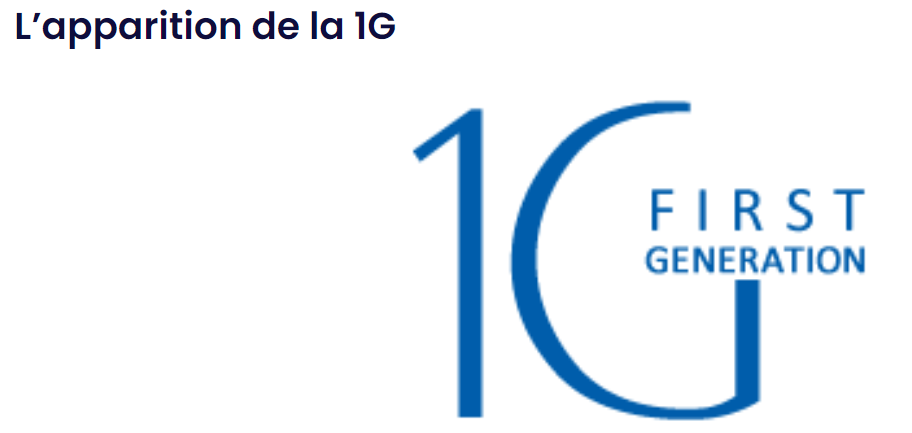 L’apparition de la 1G
1G
FIRST
GENERATION